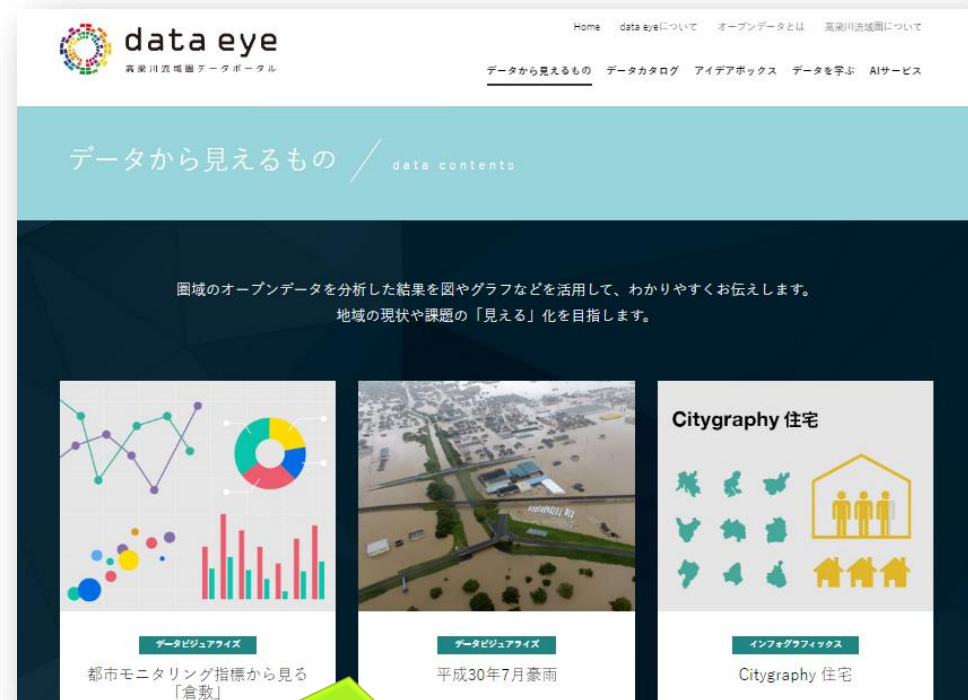 data eye
高梁川流域圏データポータル
Home data eyeについて オープンデータとは 高梁川流域圏について
データから見えるもの データカタログ アイデアボックス データを学ぶ AIサービス
データから見えるもの / data contents
圏域のオープンデータを分析した結果を図やグラフなどを活用して、わかりやすくお伝えします。
地域の現状や課題の「見える」化を目指します。
Citygraphy 住宅
データビジュアライズ
都市モニタリング指標から見る
「倉敷」
データビジュアライズ
平成30年7月豪雨
インフォグラフィックス
Citygraphy 住宅